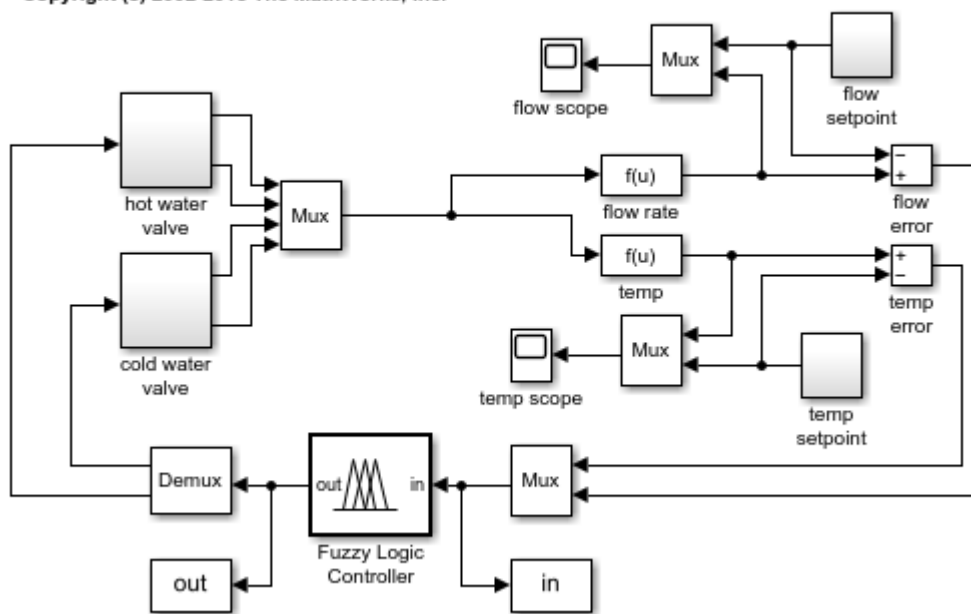 Mux
flow scope
flow
setpoint
hot water
valve
Mux
f(u)
flow rate
−
+
flow
error
f(u)
temp
+
−
temp
error
cold water
valve
Mux
temp scope
temp
setpoint
Demux
out
in
Mux
Fuzzy Logic
Controller
out
in